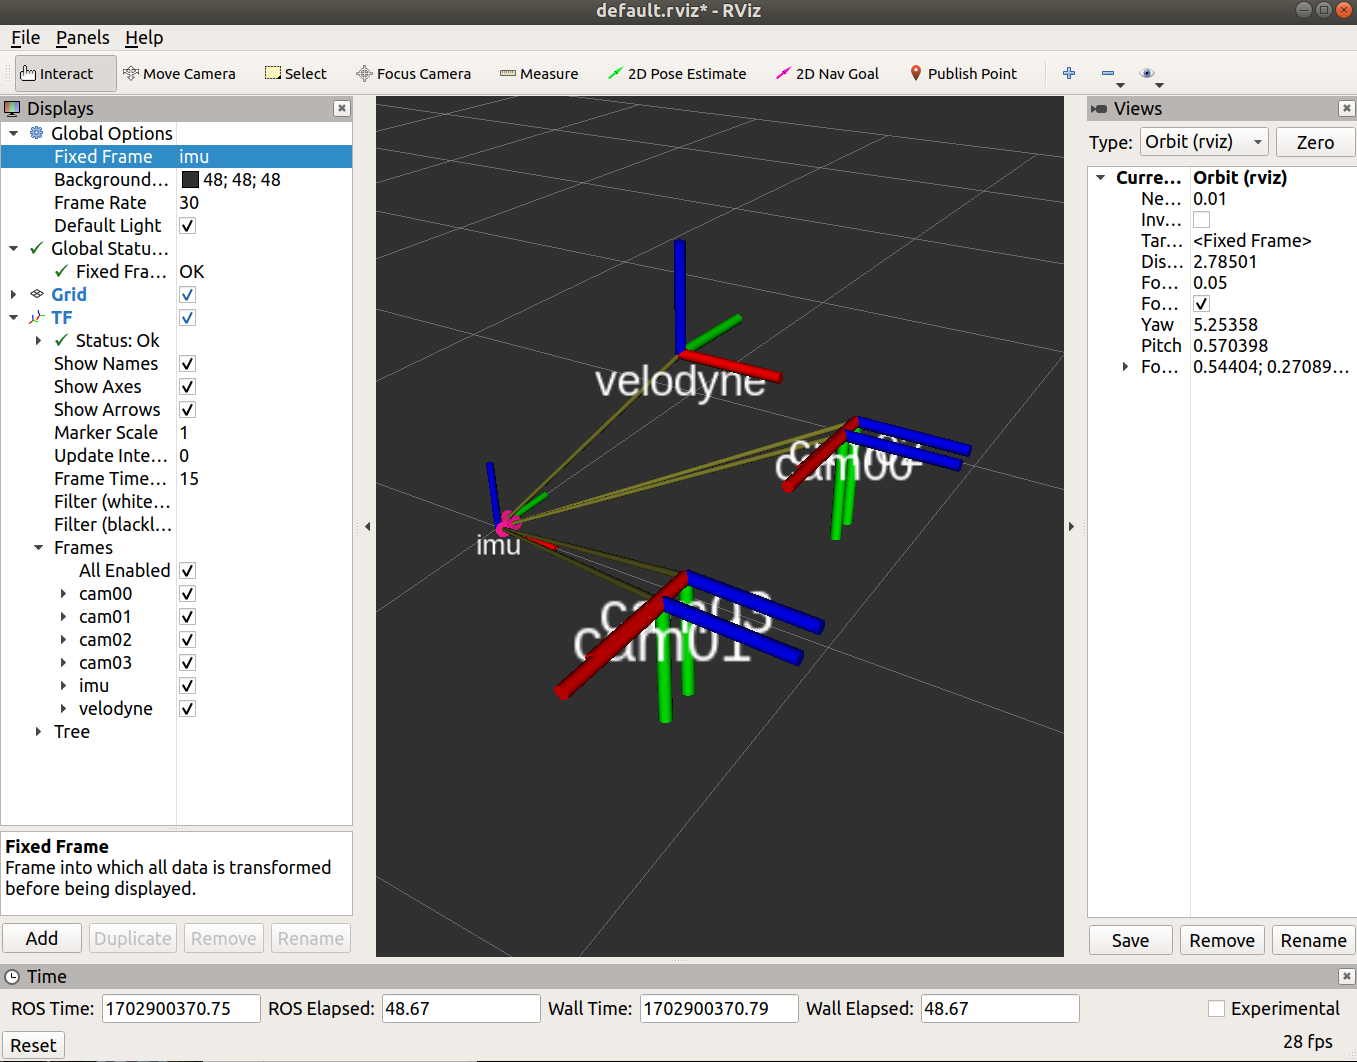 default.rviz* - RViz
File Panels Help
Interact Move Camera Select Focus Camera Measure 2D Pose Estimate 2D Nav Goal Publish Point
Displays
Global Options
Fixed Frame imu
Background... 48; 48; 48
Frame Rate 30
Default Light
Global Statu...
Fixed Fra... OK
Grid
TF
Status: Ok
Show Names
Show Axes
Show Arrows
Marker Scale 1
Update Inte... 0
Frame Time... 15
Filter (white...
Filter (blackl...
Frames
All Enabled
cam00
cam01
cam02
cam03
imu
velodyne
Tree
Fixed Frame
Frame into which all data is transformed
before being displayed.
Add Duplicate Remove Rename
velodyne
cam00
imu
cam03
cam01
Views
Type: Orbit (rviz) Zero
Curre... Orbit (rviz)
Ne... 0.01
Inv...
Tar... <Fixed Frame>
Dis... 2.78501
Fo... 0.05
Fo...
Yaw 5.25358
Pitch 0.570398
Fo... 0.54404; 0.27089...
Save Remove Rename
Time
ROS Time: 1702900370.75 ROS Elapsed: 48.67 Wall Time: 1702900370.79 Wall Elapsed: 48.67 Experimental
Reset 28 fps